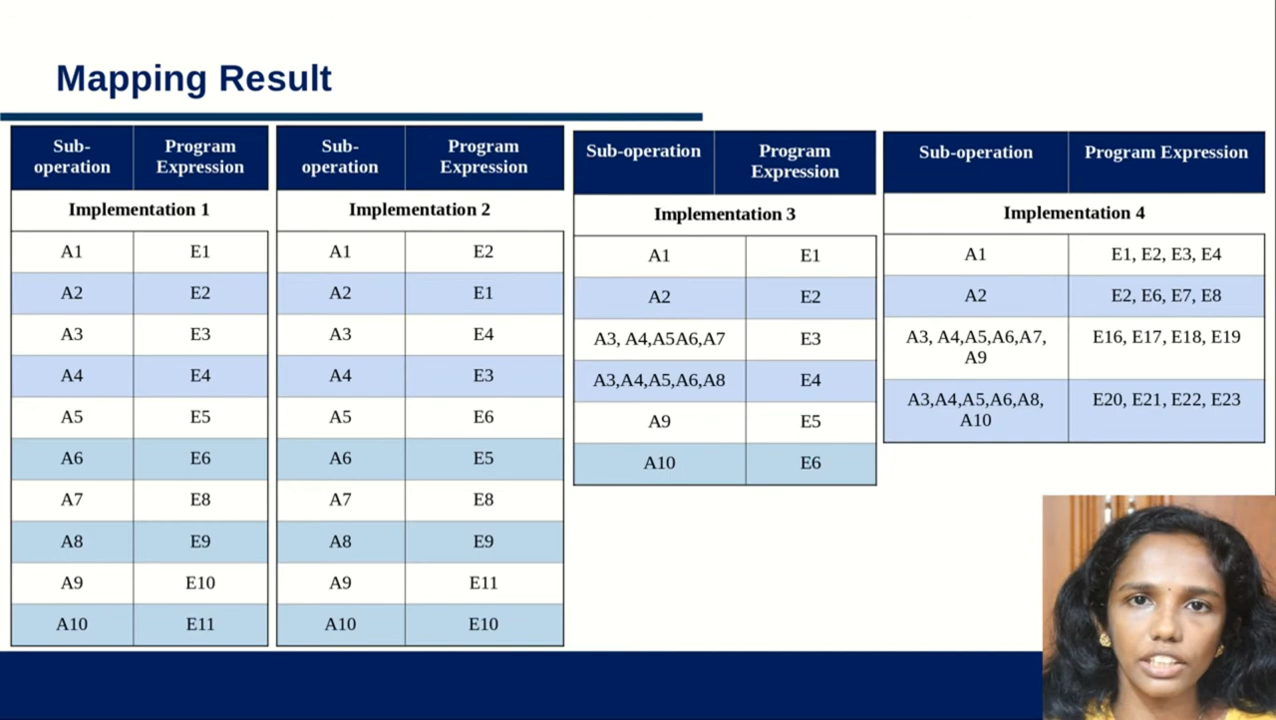 Mapping Result
Sub-
operation
Program
Expression
Implementation 1
A1 E1
A2 E2
A3 E3
A4 E4
A5 E5
A6 E6
A7 E8
A8 E9
A9 E10
A10 E11
Sub-
operation
Program
Expression
Implementation 2
A1 E2
A2 E1
A3 E4
A4 E3
A5 E6
A6 E5
A7 E8
A8 E9
A9 E11
A10 E10
Sub-operation
Program
Expression
Implementation 3
A1 E1
A2 E2
A3, A4,A5A6,A7 E3
A3,A4,A5,A6,A8 E4
A9 E5
A10 E6
Sub-operation Program Expression
Implementation 4
A1 E1, E2, E3, E4
A2 E2, E6, E7, E8
A3, A4,A5,A6,A7,
A9
E16, E17, E18, E19
A3,A4,A5,A6,A8,
A10
E20, E21, E22, E23